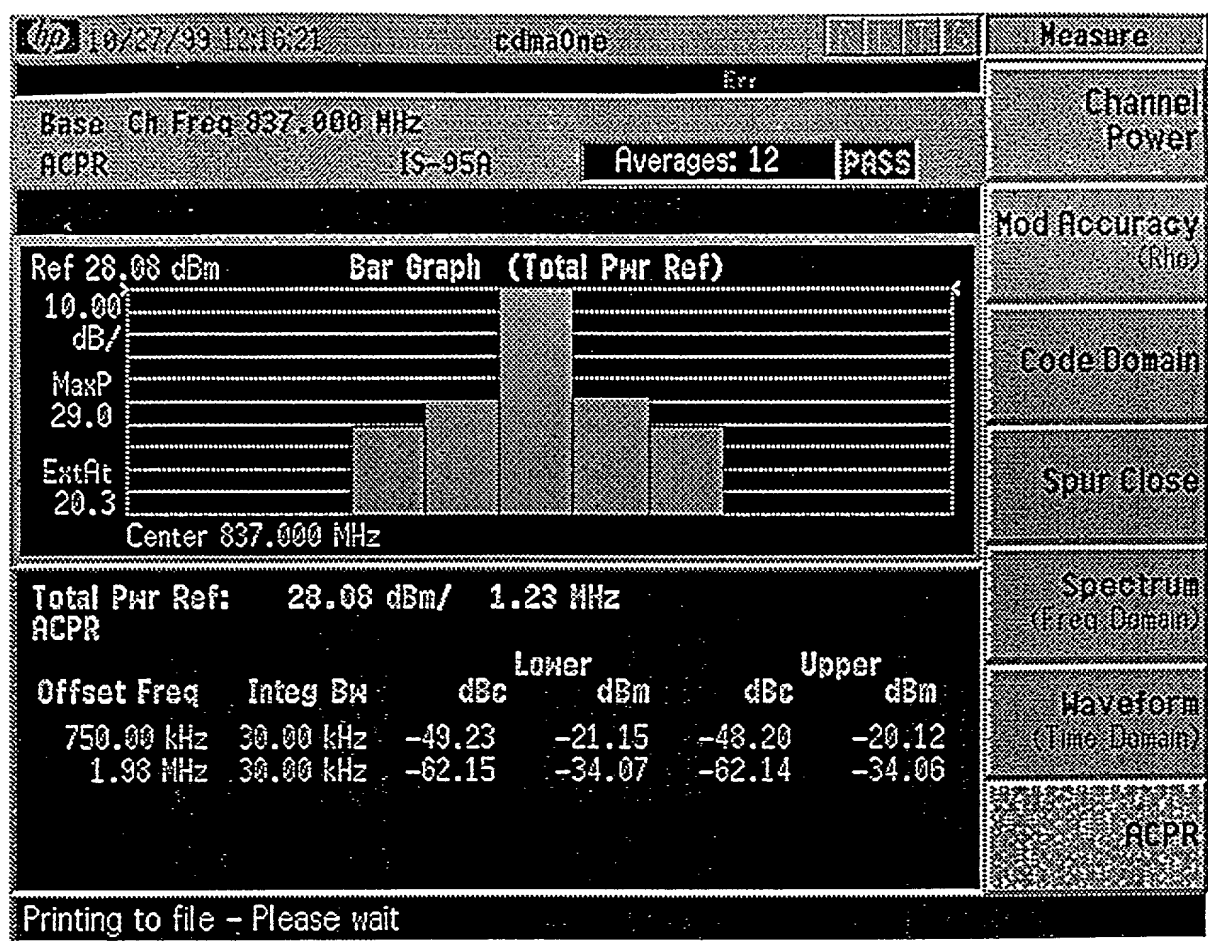 hp 10/27/99 12:16:21 cdmaOne
Measure
Err
Base Ch Freq 837.000 MHz
ACPR IS-95A Averages: 12 PASS
Channel
Power
Mod Accuracy
(Rho)
Code Domain
Spur Close
Spectrum
(Freq Domain)
Waveform
(Time Domain)
ACPR
Ref 28.08 dBm Bar Graph (Total Pwr Ref)
10.00
dB/
MaxP
29.0
ExtAt
20.3
Center 837.000 MHz
Total Pwr Ref: 28.08 dBm/ 1.23 MHz
ACPR
Lower Upper
Offset Freq Integ Bw dBc dBm dBc dBm
750.00 kHz 30.00 kHz -49.23 -21.15 -48.20 -20.12
1.98 MHz 30.00 kHz -62.15 -34.07 -62.14 -34.06
Printing to file - Please wait